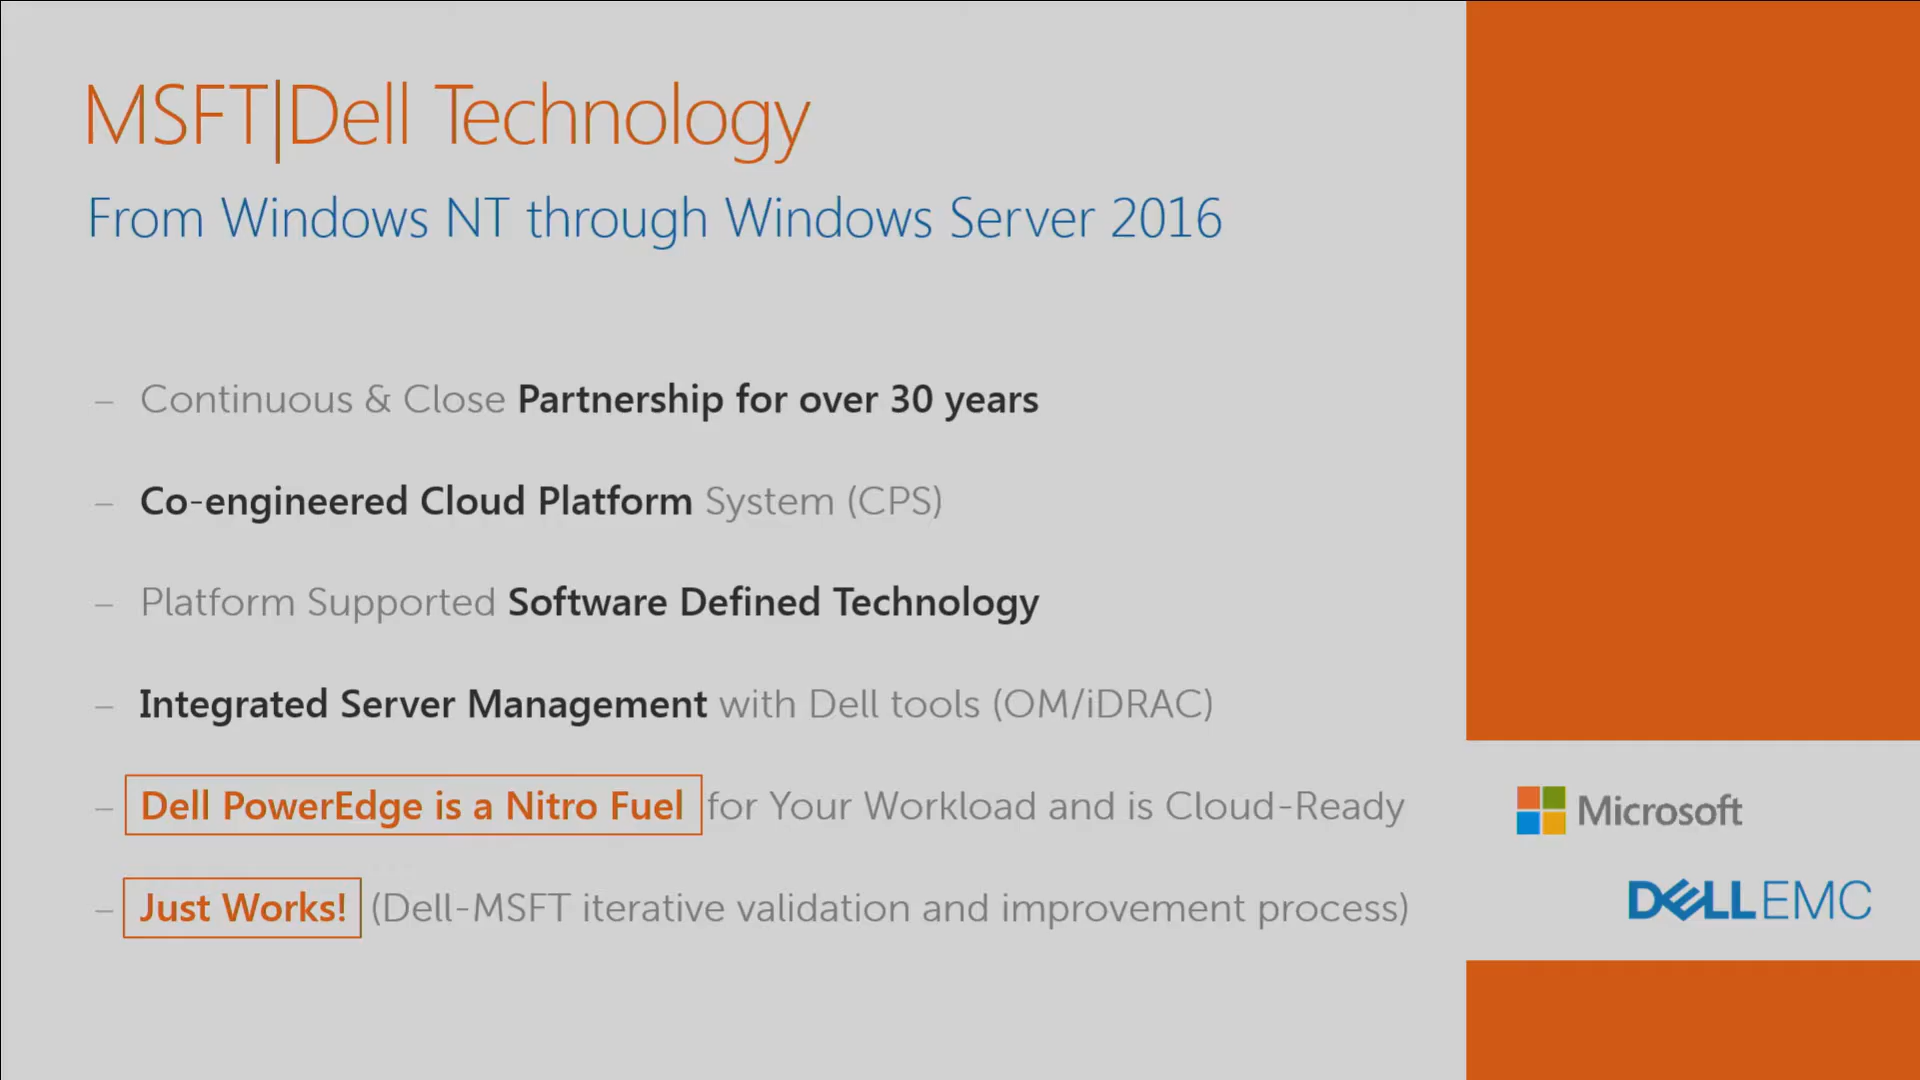 MSFT|Dell Technology
From Windows NT through Windows Server 2016
– Continuous & Close Partnership for over 30 years
– Co-engineered Cloud Platform System (CPS)
– Platform Supported Software Defined Technology
– Integrated Server Management with Dell tools (OM/iDRAC)
– Dell PowerEdge is a Nitro Fuel for Your Workload and is Cloud-Ready
– Just Works! (Dell-MSFT iterative validation and improvement process)
Microsoft
DELL EMC